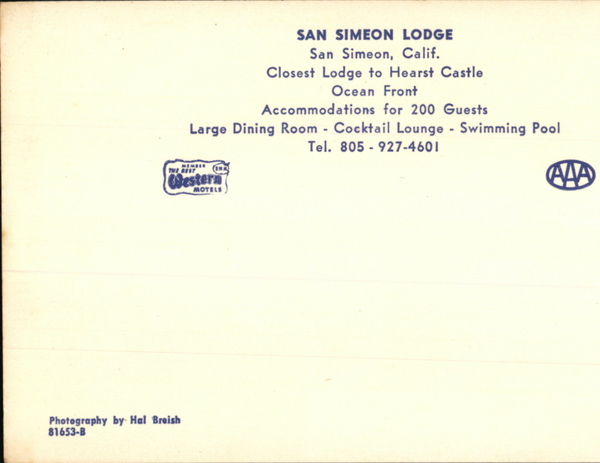 SAN SIMEON LODGE
San Simeon, Calif.
Closest Lodge to Hearst Castle
Ocean Front
Accommodations for 200 Guests
Large Dining Room - Cocktail Lounge - Swimming Pool
Tel. 805 - 927-4601
MEMBER
THE BEST
Western
MOTELS
AAA
Photography by Hal Breish
81653-B